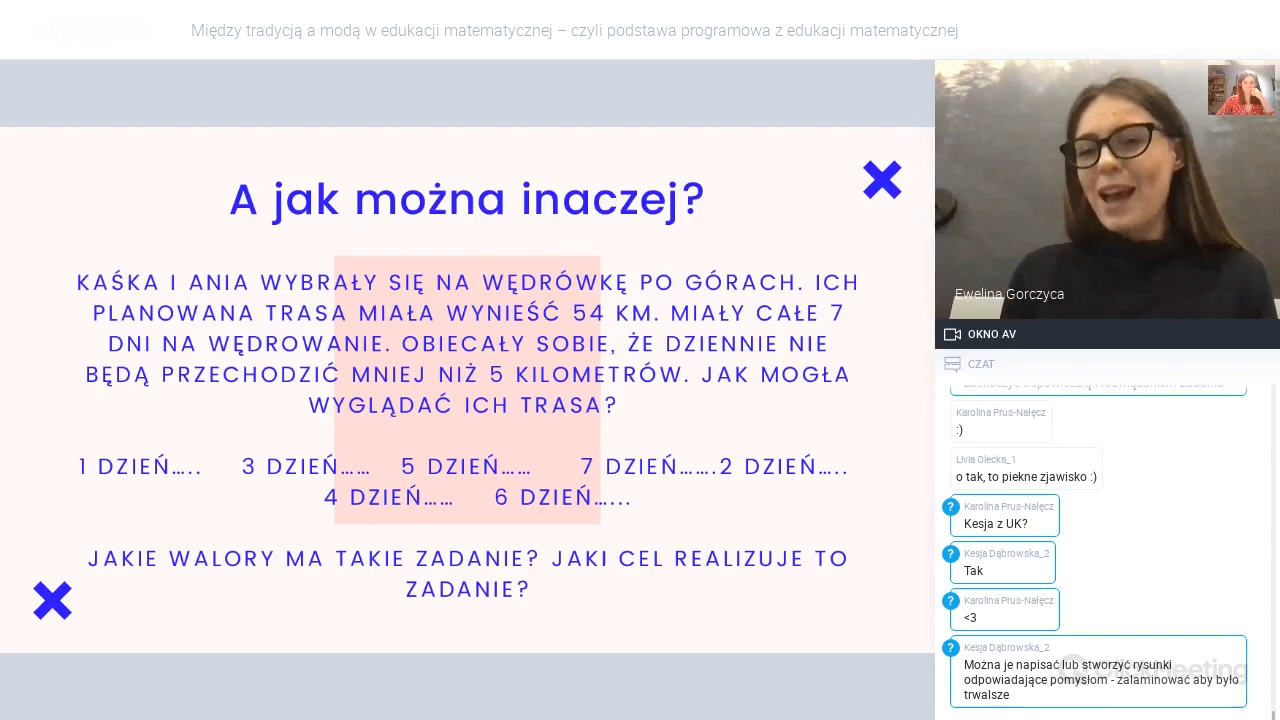 Między tradycją a modą w edukacji matematycznej – czyli podstawa programowa z edukacji matematycznej
A jak można inaczej?
KAŚKA I ANIA WYBRAŁY SIĘ NA WĘDRÓWKĘ PO GÓRACH. ICH
PLANOWANA TRASA MIAŁA WYNIEŚĆ 54 KM. MIAŁY CAŁE 7
DNI NA WĘDROWANIE. OBIECAŁY SOBIE, ŻE DZIENNIE NIE
BĘDĄ PRZECHODZIĆ MNIEJ NIŻ 5 KILOMETRÓW. JAK MOGŁA
WYGLĄDAĆ ICH TRASA?
1 DZIEŃ….. 3 DZIEŃ…… 5 DZIEŃ…… 7 DZIEŃ…….2 DZIEŃ…..
4 DZIEŃ…… 6 DZIEŃ…...
JAKIE WALORY MA TAKIE ZADANIE? JAKI CEL REALIZUJE TO
ZADANIE?
Ewelina Gorczyca
OKNO AV
CZAT
Karolina Prus-Nałęcz
:)
Livia Olecka_1
o tak, to piekne zjawisko :)
? Karolina Prus-Nałęcz
Kesja z UK?
? Kesja Dąbrowska_2
Tak
? Karolina Prus-Nałęcz
<3
? Kesja Dąbrowska_2
Można je napisać lub stworzyć rysunki
odpowiadające pomysłom - zalaminować aby było
trwalsze
ClickMeeting